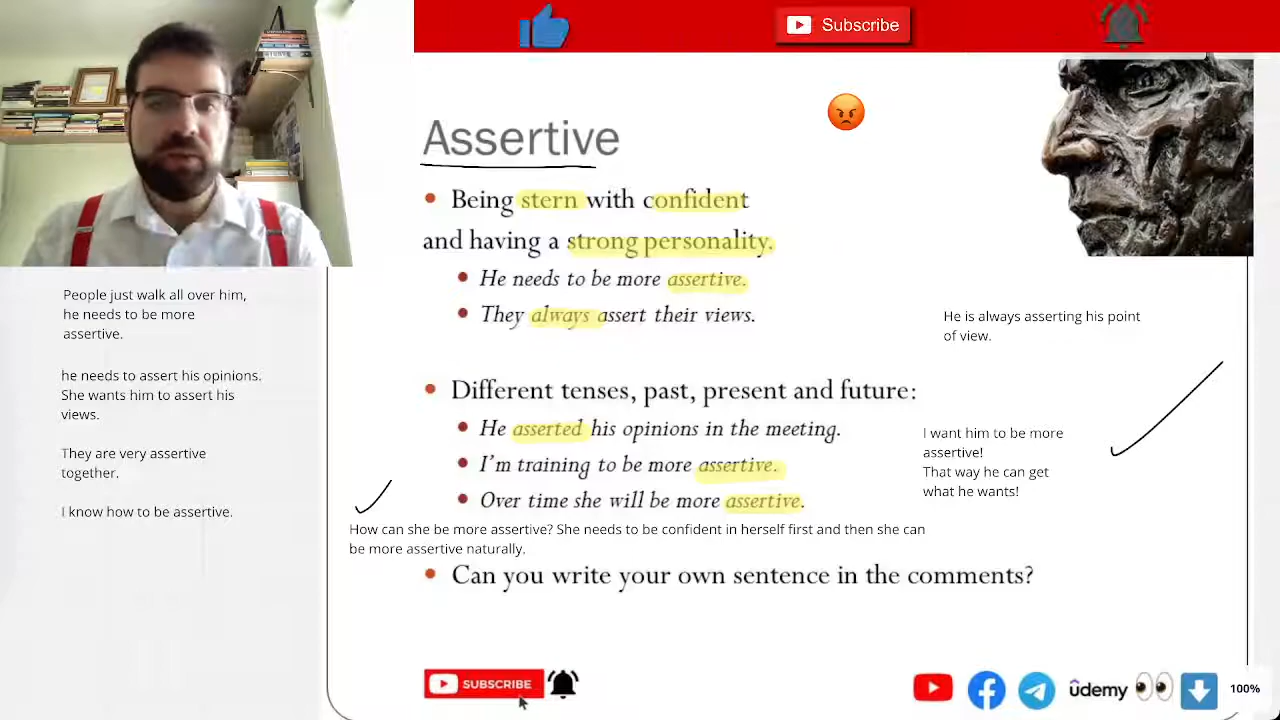 Subscribe
Assertive
Being stern with confident
and having a strong personality.
He needs to be more assertive.
They always assert their views.
People just walk all over him,
he needs to be more
assertive.
he needs to assert his opinions.
She wants him to assert his
views.
They are very assertive
together.
I know how to be assertive.
He is always asserting his point
of view.
Different tenses, past, present and future:
He asserted his opinions in the meeting.
I'm training to be more assertive.
Over time she will be more assertive.
I want him to be more
assertive!
That way he can get
what he wants!
How can she be more assertive? She needs to be confident in herself first and then she can
be more assertive naturally.
Can you write your own sentence in the comments?
SUBSCRIBE
ûdemy
100%